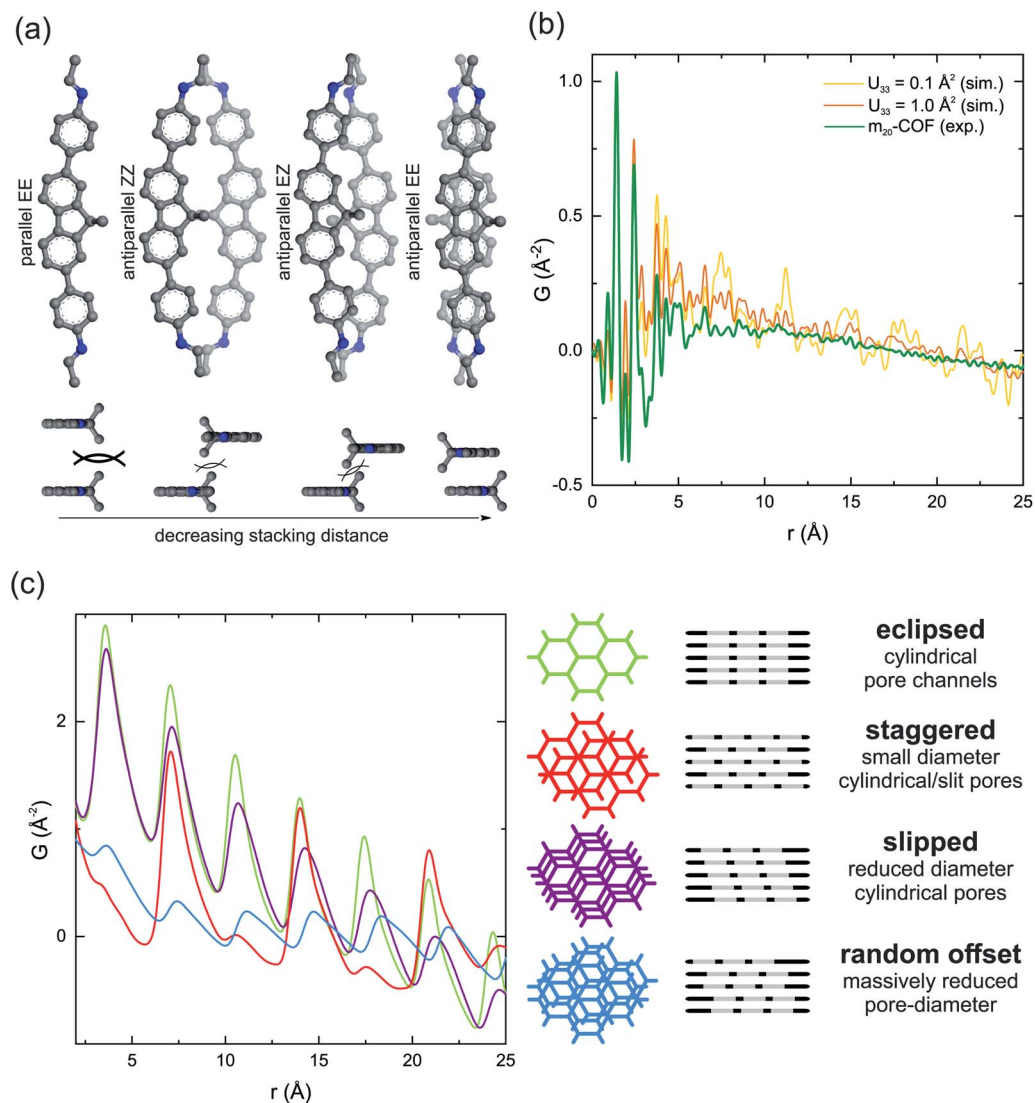 (a)
parallel EE
antiparallel ZZ
antiparallel EZ
antiparallel EE
decreasing stacking distance
(b)
1.0
0.5
0.0
-0.5
G (Å⁻²)
0
5
10
15
20
25
r (Å)
U₃₃ = 0.1 Å² (sim.)
U₃₃ = 1.0 Å² (sim.)
m₂₀-COF (exp.)
(c)
2
0
G (Å⁻²)
5
10
15
20
25
r (Å)
eclipsed
cylindrical
pore channels
staggered
small diameter
cylindrical/slit pores
slipped
reduced diameter
cylindrical pores
random offset
massively reduced
pore-diameter